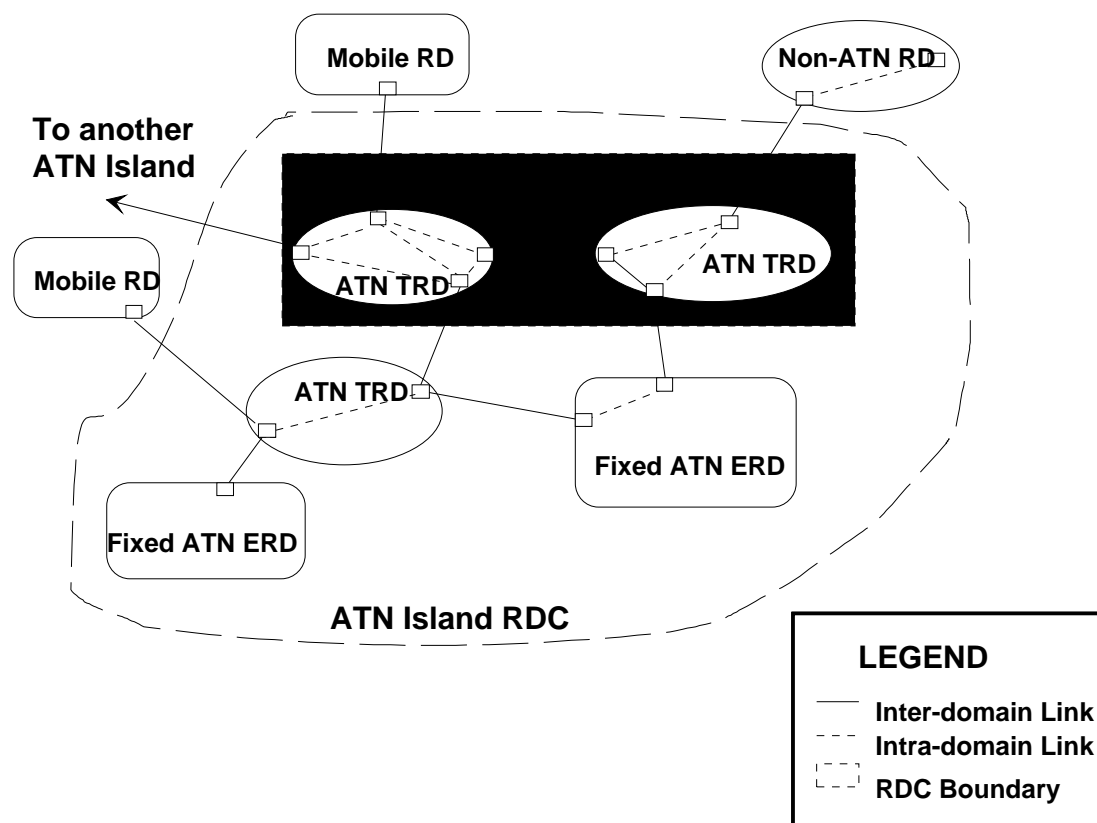 Mobile RD
Non-ATN RD
To another
ATN Island
Mobile RD
ATN TRD
ATN TRD
ATN TRD
Fixed ATN ERD
Fixed ATN ERD
ATN Island RDC
LEGEND
Inter-domain Link
Intra-domain Link
RDC Boundary